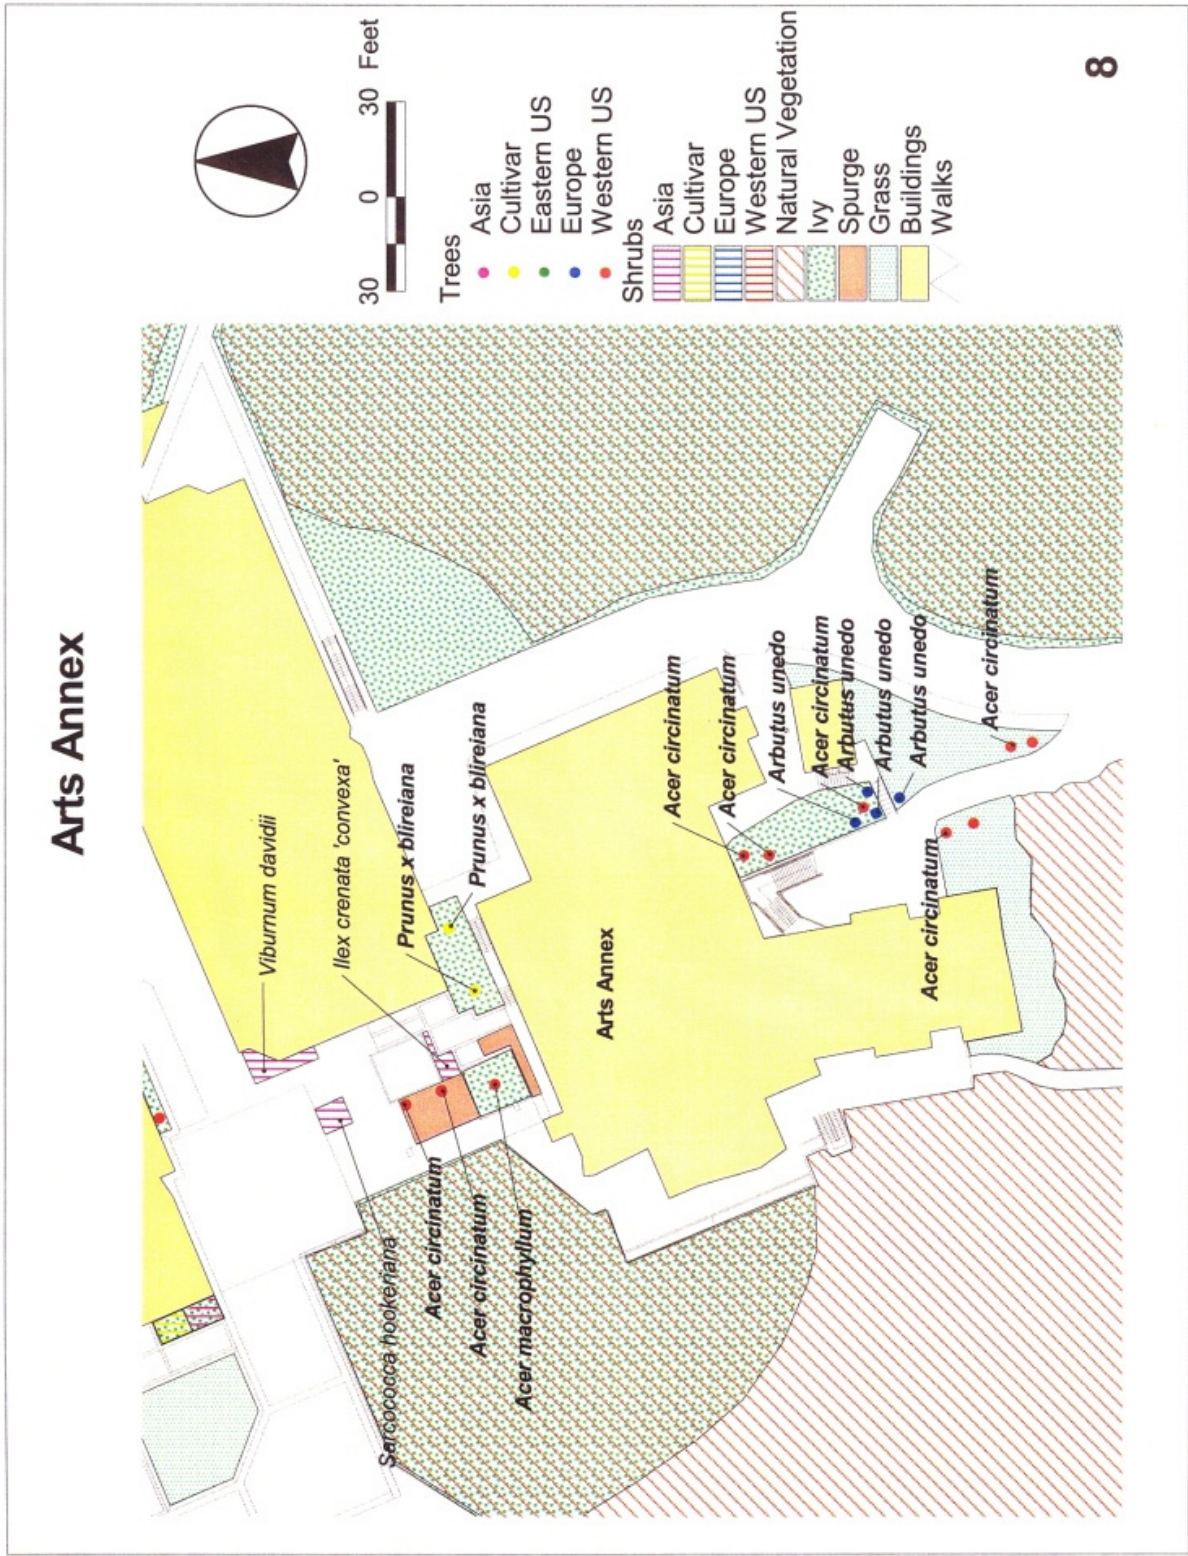 Arts Annex
Viburnum davidii
Ilex crenata 'convexa'
Prunus x blireiana
Prunus x blireiana
Sarcococca hookeriana
Acer circinatum
Acer circinatum
Acer macrophyllum
Arts Annex
Acer circinatum
Acer circinatum
Arbutus unedo
Acer circinatum
Arbutus unedo
Arbutus unedo
Arbutus unedo
Acer circinatum
Acer circinatum
30 0 30 Feet
Trees
Asia
Cultivar
Eastern US
Europe
Western US
Shrubs
Asia
Cultivar
Europe
Western US
Natural Vegetation
Ivy
Spurge
Grass
Buildings
Walks
8